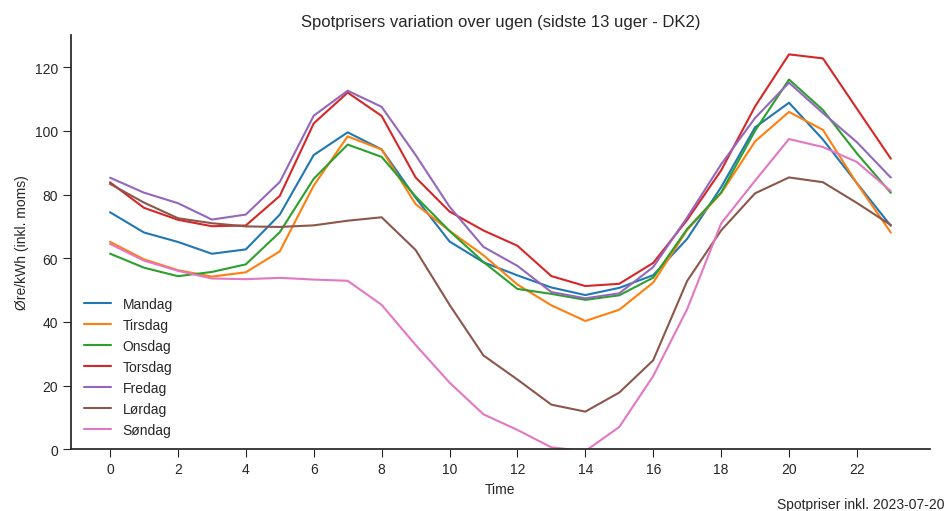 Spotprisers variation over ugen (sidste 13 uger - DK2)
Øre/kWh (inkl. moms)
120
100
80
60
40
20
0
Mandag
Tirsdag
Onsdag
Torsdag
Fredag
Lørdag
Søndag
0 2 4 6 8 10 12 14 16 18 20 22
Time
Spotpriser inkl. 2023-07-20